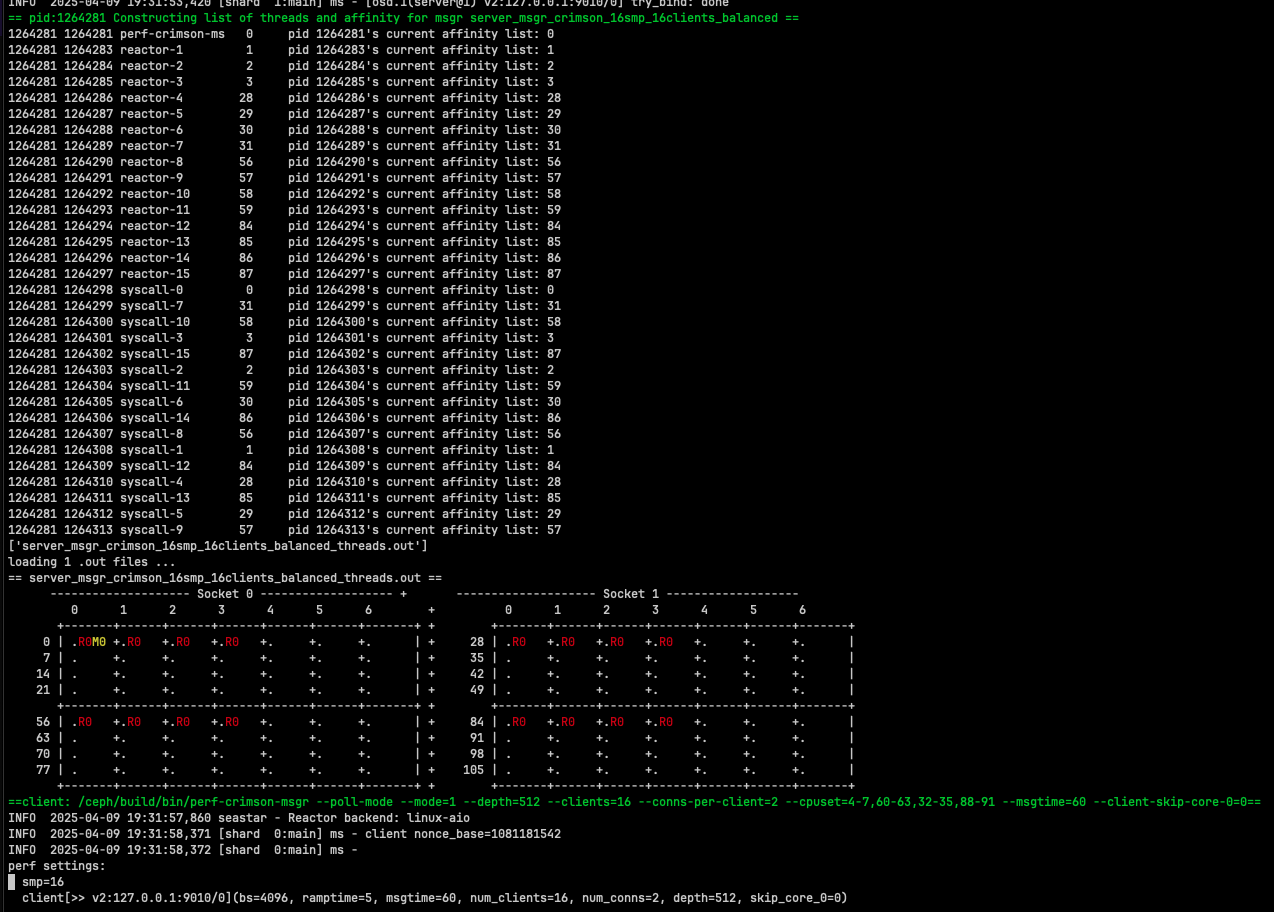 INFO  2025-04-09 19:31:53,420 [shard  1:main] ms - [osd.1(server@1) v2:127.0.0.1:9010/0] try_bind: done
== pid:1264281 Constructing list of threads and affinity for msgr server_msgr_crimson_16smp_16clients_balanced ==
1264281 1264281 perf-crimson-ms   0     pid 1264281's current affinity list: 0
1264281 1264283 reactor-1         1     pid 1264283's current affinity list: 1
1264281 1264284 reactor-2         2     pid 1264284's current affinity list: 2
1264281 1264285 reactor-3         3     pid 1264285's current affinity list: 3
1264281 1264286 reactor-4        28     pid 1264286's current affinity list: 28
1264281 1264287 reactor-5        29     pid 1264287's current affinity list: 29
1264281 1264288 reactor-6        30     pid 1264288's current affinity list: 30
1264281 1264289 reactor-7        31     pid 1264289's current affinity list: 31
1264281 1264290 reactor-8        56     pid 1264290's current affinity list: 56
1264281 1264291 reactor-9        57     pid 1264291's current affinity list: 57
1264281 1264292 reactor-10       58     pid 1264292's current affinity list: 58
1264281 1264293 reactor-11       59     pid 1264293's current affinity list: 59
1264281 1264294 reactor-12       84     pid 1264294's current affinity list: 84
1264281 1264295 reactor-13       85     pid 1264295's current affinity list: 85
1264281 1264296 reactor-14       86     pid 1264296's current affinity list: 86
1264281 1264297 reactor-15       87     pid 1264297's current affinity list: 87
1264281 1264298 syscall-0         0     pid 1264298's current affinity list: 0
1264281 1264299 syscall-7        31     pid 1264299's current affinity list: 31
1264281 1264300 syscall-10       58     pid 1264300's current affinity list: 58
1264281 1264301 syscall-3         3     pid 1264301's current affinity list: 3
1264281 1264302 syscall-15       87     pid 1264302's current affinity list: 87
1264281 1264303 syscall-2         2     pid 1264303's current affinity list: 2
1264281 1264304 syscall-11       59     pid 1264304's current affinity list: 59
1264281 1264305 syscall-6        30     pid 1264305's current affinity list: 30
1264281 1264306 syscall-14       86     pid 1264306's current affinity list: 86
1264281 1264307 syscall-8        56     pid 1264307's current affinity list: 56
1264281 1264308 syscall-1         1     pid 1264308's current affinity list: 1
1264281 1264309 syscall-12       84     pid 1264309's current affinity list: 84
1264281 1264310 syscall-4        28     pid 1264310's current affinity list: 28
1264281 1264311 syscall-13       85     pid 1264311's current affinity list: 85
1264281 1264312 syscall-5        29     pid 1264312's current affinity list: 29
1264281 1264313 syscall-9        57     pid 1264313's current affinity list: 57
['server_msgr_crimson_16smp_16clients_balanced_threads.out']
loading 1 .out files ...
== server_msgr_crimson_16smp_16clients_balanced_threads.out ==
      -------------------- Socket 0 ------------------- +       -------------------- Socket 1 -------------------
         0      1      2      3      4      5      6        +          0      1      2      3      4      5      6
       +-------+------+------+------+------+------+-------+ +        +-------+------+------+------+------+------+-------+
     0 | .R0M0 +.R0   +.R0   +.R0   +.     +.     +.      | +     28 | .R0   +.R0   +.R0   +.R0   +.     +.     +.      |
     7 | .     +.     +.     +.     +.     +.     +.      | +     35 | .     +.     +.     +.     +.     +.     +.      |
    14 | .     +.     +.     +.     +.     +.     +.      | +     42 | .     +.     +.     +.     +.     +.     +.      |
    21 | .     +.     +.     +.     +.     +.     +.      | +     49 | .     +.     +.     +.     +.     +.     +.      |
       +-------+------+------+------+------+------+-------+ +        +-------+------+------+------+------+------+-------+
    56 | .R0   +.R0   +.R0   +.R0   +.     +.     +.      | +     84 | .R0   +.R0   +.R0   +.R0   +.     +.     +.      |
    63 | .     +.     +.     +.     +.     +.     +.      | +     91 | .     +.     +.     +.     +.     +.     +.      |
    70 | .     +.     +.     +.     +.     +.     +.      | +     98 | .     +.     +.     +.     +.     +.     +.      |
    77 | .     +.     +.     +.     +.     +.     +.      | +    105 | .     +.     +.     +.     +.     +.     +.      |
       +-------+------+------+------+------+------+-------+ +        +-------+------+------+------+------+------+-------+
==client: /ceph/build/bin/perf-crimson-msgr --poll-mode --mode=1 --depth=512 --clients=16 --conns-per-client=2 --cpuset=4-7,60-63,32-35,88-91 --msgtime=60 --client-skip-core-0=0==
INFO  2025-04-09 19:31:57,860 seastar - Reactor backend: linux-aio
INFO  2025-04-09 19:31:58,371 [shard  0:main] ms - client nonce_base=1081181542
INFO  2025-04-09 19:31:58,372 [shard  0:main] ms -
perf settings:
  smp=16
  client[>> v2:127.0.0.1:9010/0](bs=4096, ramptime=5, msgtime=60, num_clients=16, num_conns=2, depth=512, skip_core_0=0)